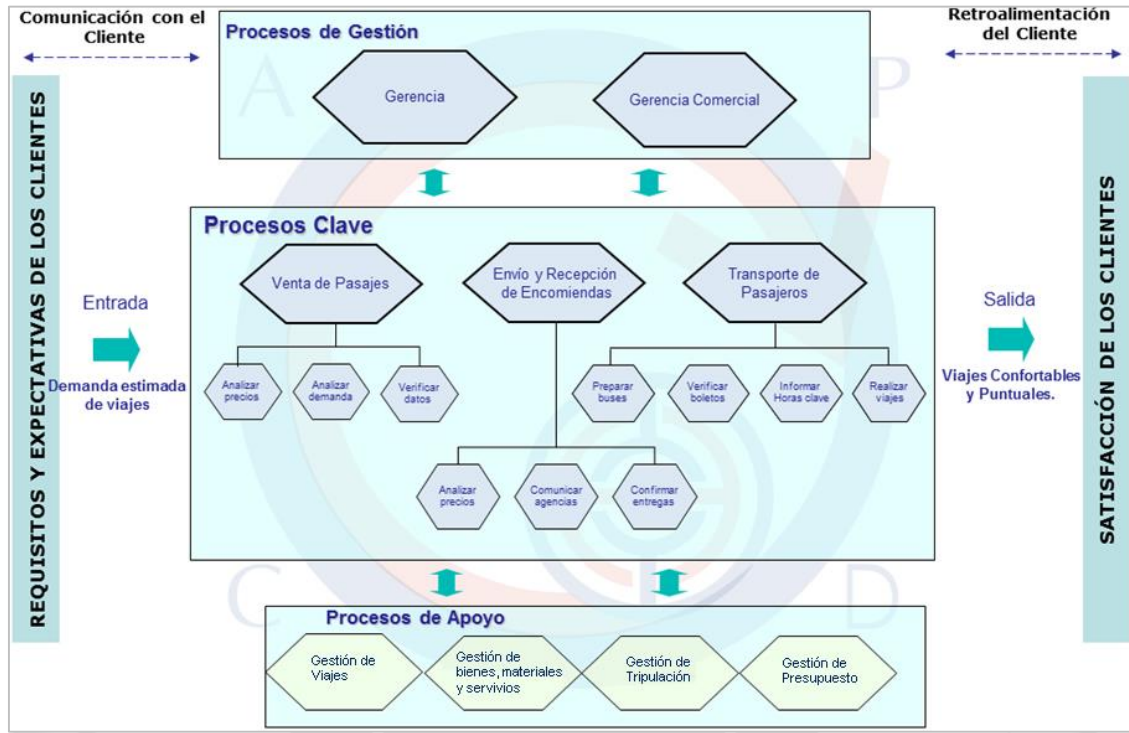 Comunicación con el
Cliente
Retroalimentación
del Cliente
Procesos de Gestión
Gerencia
Gerencia Comercial
A
P
REQUISITOS Y EXPECTATIVAS DE LOS CLIENTES
Entrada
Demanda estimada
de viajes
Procesos Clave
Venta de Pasajes
Analizar
precios
Analizar
demanda
Verificar
datos
Envío y Recepción
de Encomiendas
Analizar
precios
Comunicar
agencias
Confirmar
entregas
Transporte de
Pasajeros
Preparar
buses
Verificar
boletos
Informar
Horas clave
Realizar
viajes
Salida
Viajes Confortables
y Puntuales.
SATISFACCIÓN DE LOS CLIENTES
C
D
Procesos de Apoyo
Gestión de
Viajes
Gestión de
bienes, materiales
y servivios
Gestión de
Tripulación
Gestión de
Presupuesto